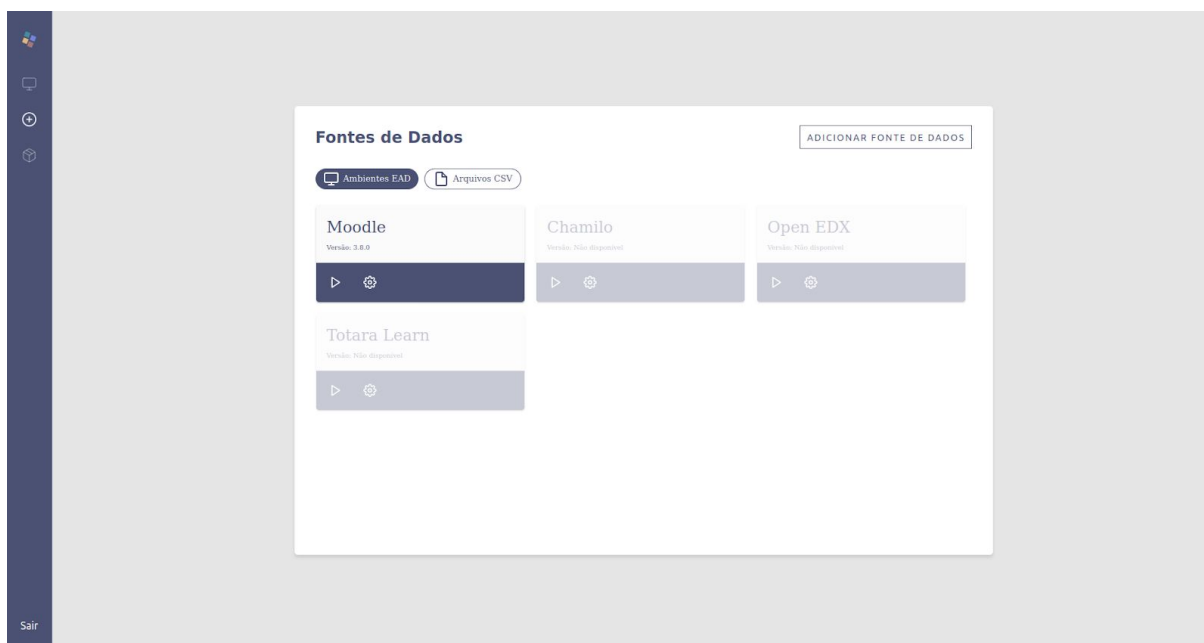 Fontes de Dados
ADICIONAR FONTE DE DADOS
Ambientes EAD
Arquivos CSV
Moodle
Versão: 3.8.0
Chamilo
Versão: Não disponível
Open EDX
Versão: Não disponível
Totara Learn
Versão: Não disponível
Sair